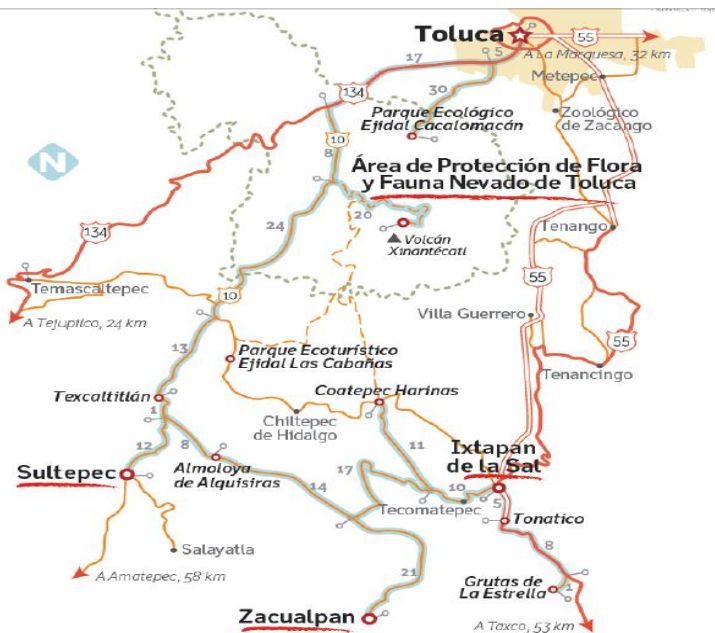 Toluca
55
17
5
A La Marquesa, 32 km
Metepec
134
30
Parque Ecológico
Ejidal Cacalomacán
Zoológico
de Zacango
10
8
N
Área de Protección de Flora
y Fauna Nevado de Toluca
20
24
Volcán
Xinantécatl
134
Tenango
Temascaltepec
10
55
A Tejupilco, 24 km
Villa Guerrero
55
13
Parque Ecoturístico
Ejidal Las Cabañas
Tenancingo
Texcaltitlán
Coatepec Harinas
1
Chiltepec
de Hidalgo
12
8
11
Ixtapan
de la Sal
Sultepec
Almoloya
de Alquisiras
17
14
10
Tecomatepec
5
Tonatico
Salayatla
8
A Amatepec, 58 km
21
Grutas de
La Estrella
1
Zacualpan
A Taxco, 53 km